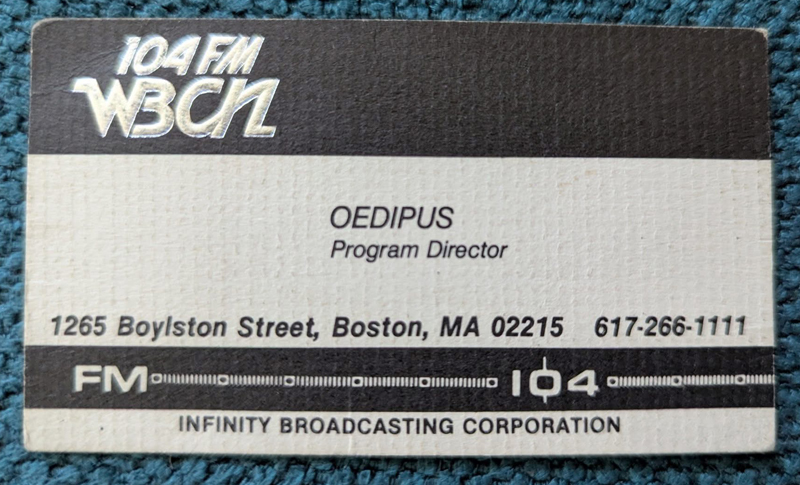 104 FM
WBCN
OEDIPUS
Program Director
1265 Boylston Street, Boston, MA 02215 617-266-1111
FM 104
INFINITY BROADCASTING CORPORATION